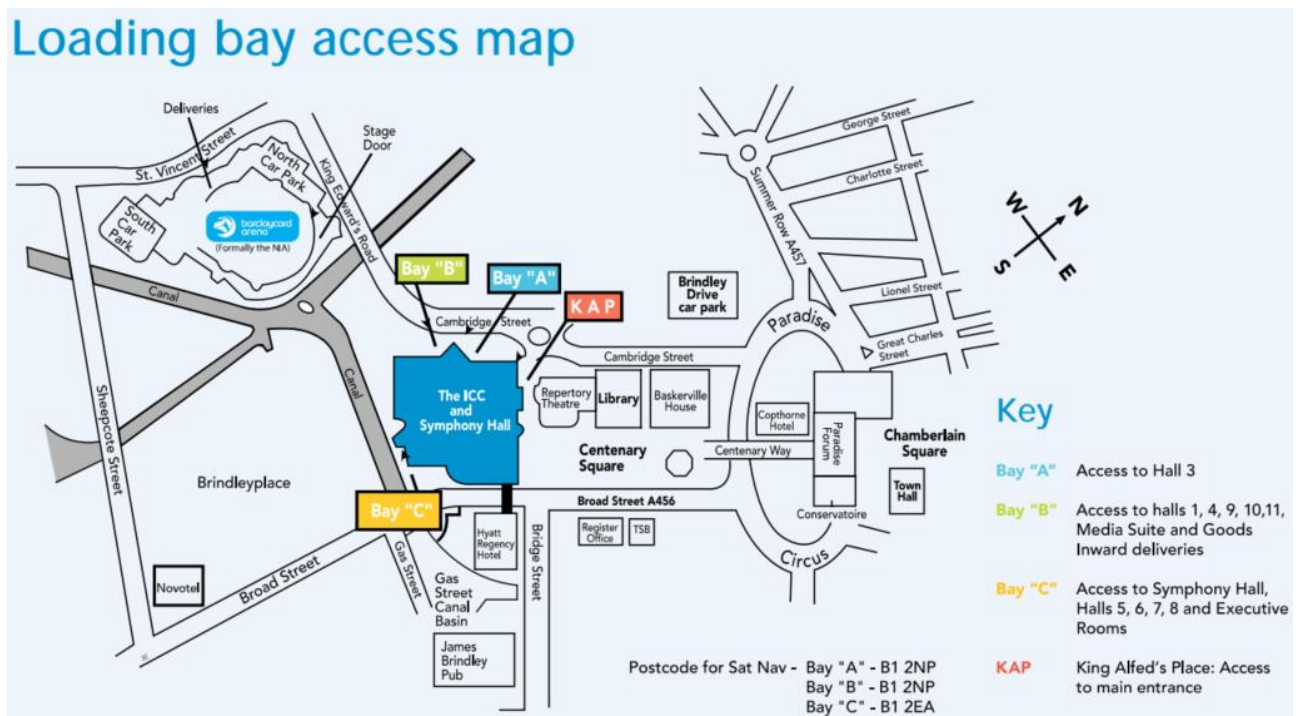 Loading bay access map
Deliveries
Stage
Door
St. Vincent Street
North
Car Park
South
Car
Park
barclaycard
arena
(Formally the NIA)
King Edward's Road
George Street
Charlotte Street
Summer Row A457
Lionel Street
Great Charles
Street
W
N
S
E
Canal
Bay "B"
Bay "A"
K A P
Brindley
Drive
car park
Cambridge Street
Cambridge Street
Paradise
Canal
The ICC
and
Symphony Hall
Repertory
Theatre
Library
Baskerville
House
Copthorne
Hotel
Paradise
Forum
Chamberlain
Square
Centenary
Square
Centenary Way
Town
Hall
Sheepcote Street
Brindleyplace
Bay "C"
Broad Street A456
Conservatoire
Hyatt
Regency
Hotel
Bridge Street
Register
Office
TSB
Circus
Novotel
Broad Street
Gas Street
Gas
Street
Canal
Basin
James
Brindley
Pub
Key
Bay "A" Access to Hall 3
Bay "B" Access to halls 1, 4, 9, 10,11,
Media Suite and Goods
Inward deliveries
Bay "C" Access to Symphony Hall,
Halls 5, 6, 7, 8 and Executive
Rooms
KAP King Alfed's Place: Access
to main entrance
Postcode for Sat Nav - Bay "A" - B1 2NP
Bay "B" - B1 2NP
Bay "C" - B1 2EA